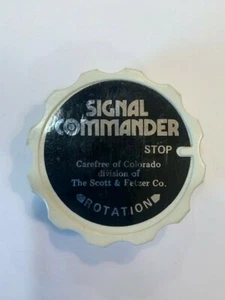 SIGNAL
COMMANDER
STOP
Carefree of Colorado
division of
The Scott & Fetzer Co.
ROTATION